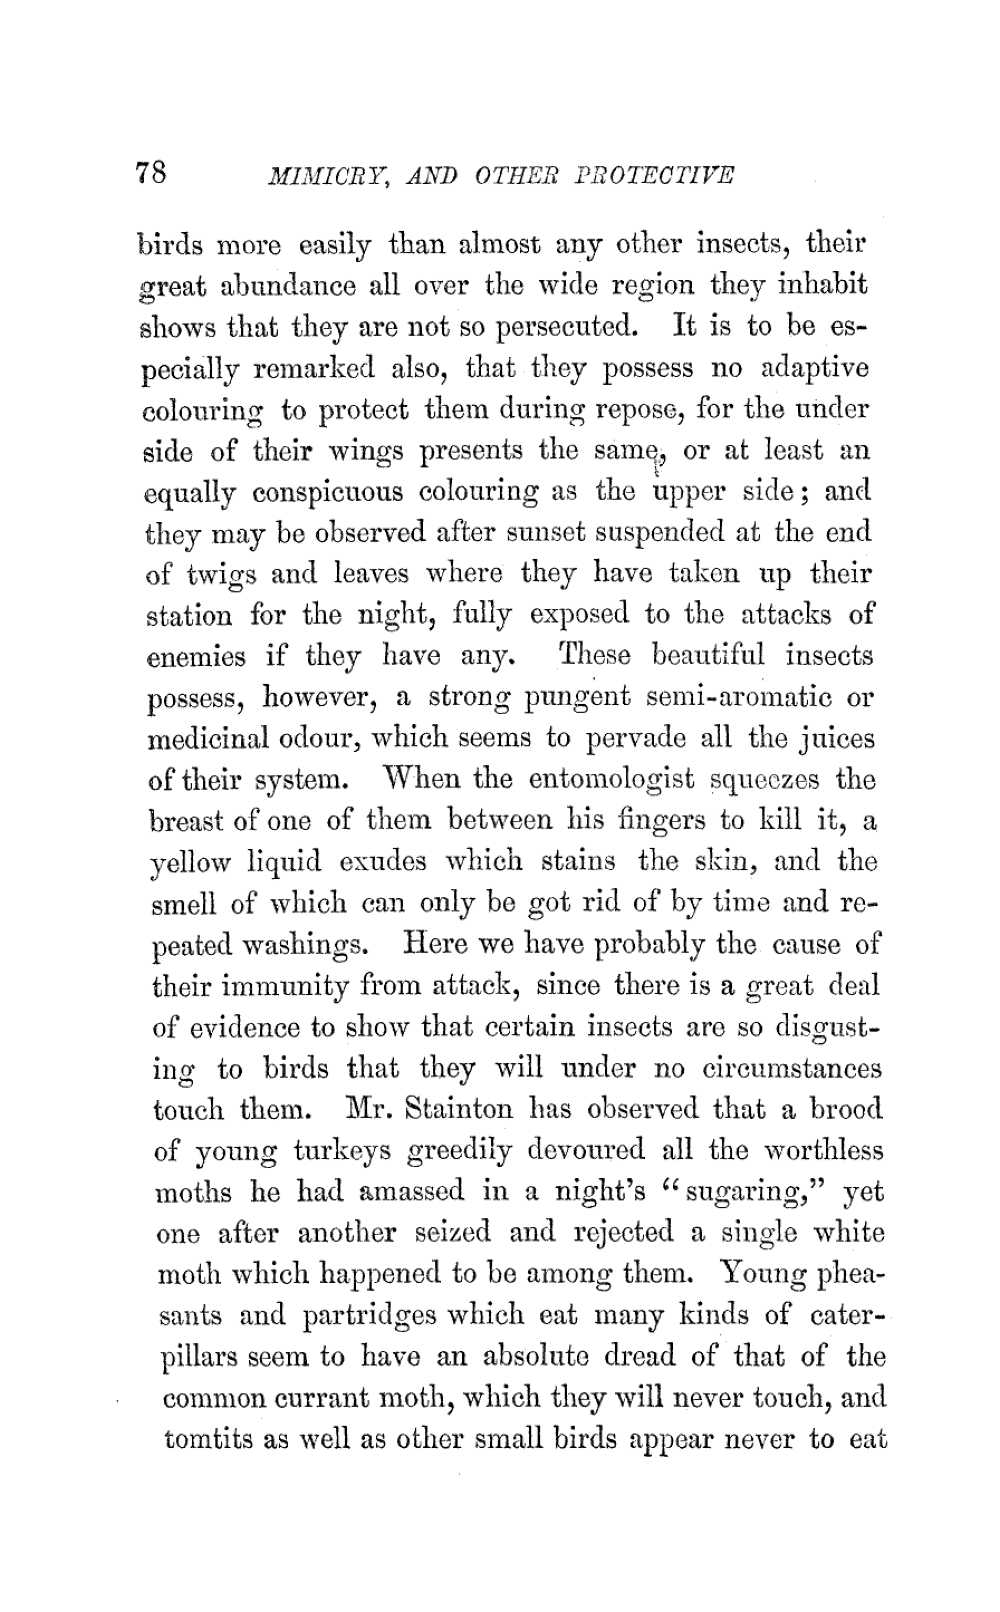 78 MIMICRY, AND OTHER PROTECTIVE
birds more easily than almost any other insects, their
great abundance all over the wide region they inhabit
shows that they are not so persecuted. It is to be es-
pecially remarked also, that they possess no adaptive
colouring to protect them during repose, for the under
side of their wings presents the same, or at least an
equally conspicuous colouring as the upper side; and
they may be observed after sunset suspended at the end
of twigs and leaves where they have taken up their
station for the night, fully exposed to the attacks of
enemies if they have any. These beautiful insects
possess, however, a strong pungent semi-aromatic or
medicinal odour, which seems to pervade all the juices
of their system. When the entomologist squeezes the
breast of one of them between his fingers to kill it, a
yellow liquid exudes which stains the skin, and the
smell of which can only be got rid of by time and re-
peated washings. Here we have probably the cause of
their immunity from attack, since there is a great deal
of evidence to show that certain insects are so disgust-
ing to birds that they will under no circumstances
touch them. Mr. Stainton has observed that a brood
of young turkeys greedily devoured all the worthless
moths he had amassed in a night's "sugaring," yet
one after another seized and rejected a single white
moth which happened to be among them. Young phea-
sants and partridges which eat many kinds of cater-
pillars seem to have an absolute dread of that of the
common currant moth, which they will never touch, and
tomtits as well as other small birds appear never to eat